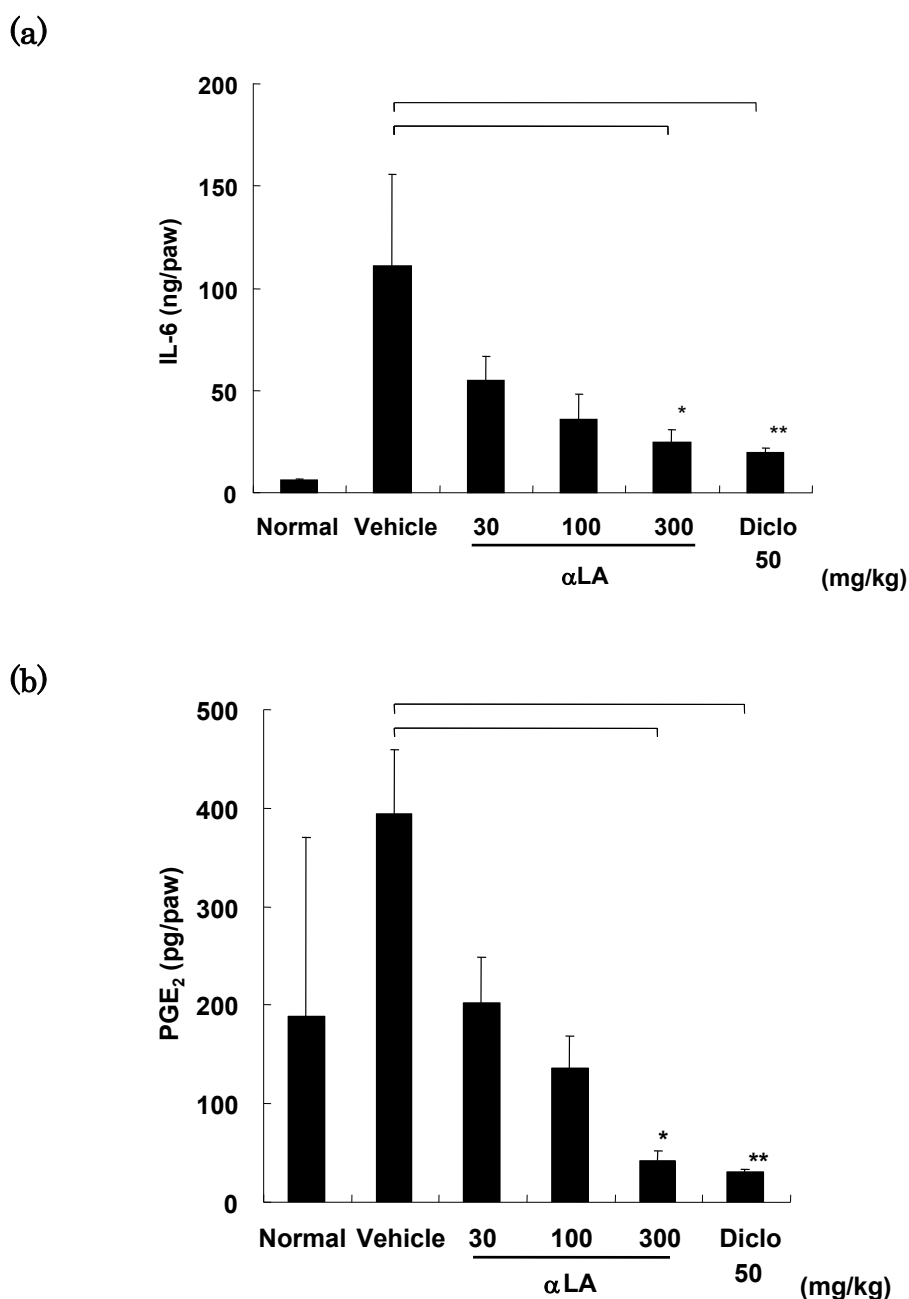 (a)
200
150
100
50
0
IL-6 (ng/paw)
* **
Normal Vehicle 30 100 300 Diclo
50
αLA
(mg/kg)
(b)
500
400
300
200
100
0
PGE₂ (pg/paw)
* **
Normal Vehicle 30 100 300 Diclo
50
αLA
(mg/kg)